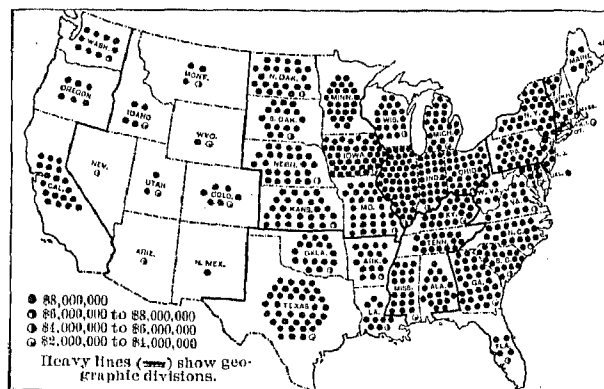 WASH.
MONT.
N. DAK.
MINN.
MAINE
OREGON
IDAHO
S. DAK.
WIS.
MICH.
N. Y.
WYO.
NEBR.
IOWA
PA.
NEV.
UTAH
COLO.
IND.
OHIO
CAL.
KANS.
MO.
W. VA.
VA.
KY.
ARIZ.
N. MEX.
OKLA.
ARK.
TENN.
S. C.
TEXAS
LA.
MISS.
ALA.
GA.
FLA.
$8,000,000
$6,000,000 to $8,000,000
$4,000,000 to $6,000,000
$2,000,000 to $4,000,000
Heavy lines ( ) show geo-
graphic divisions.